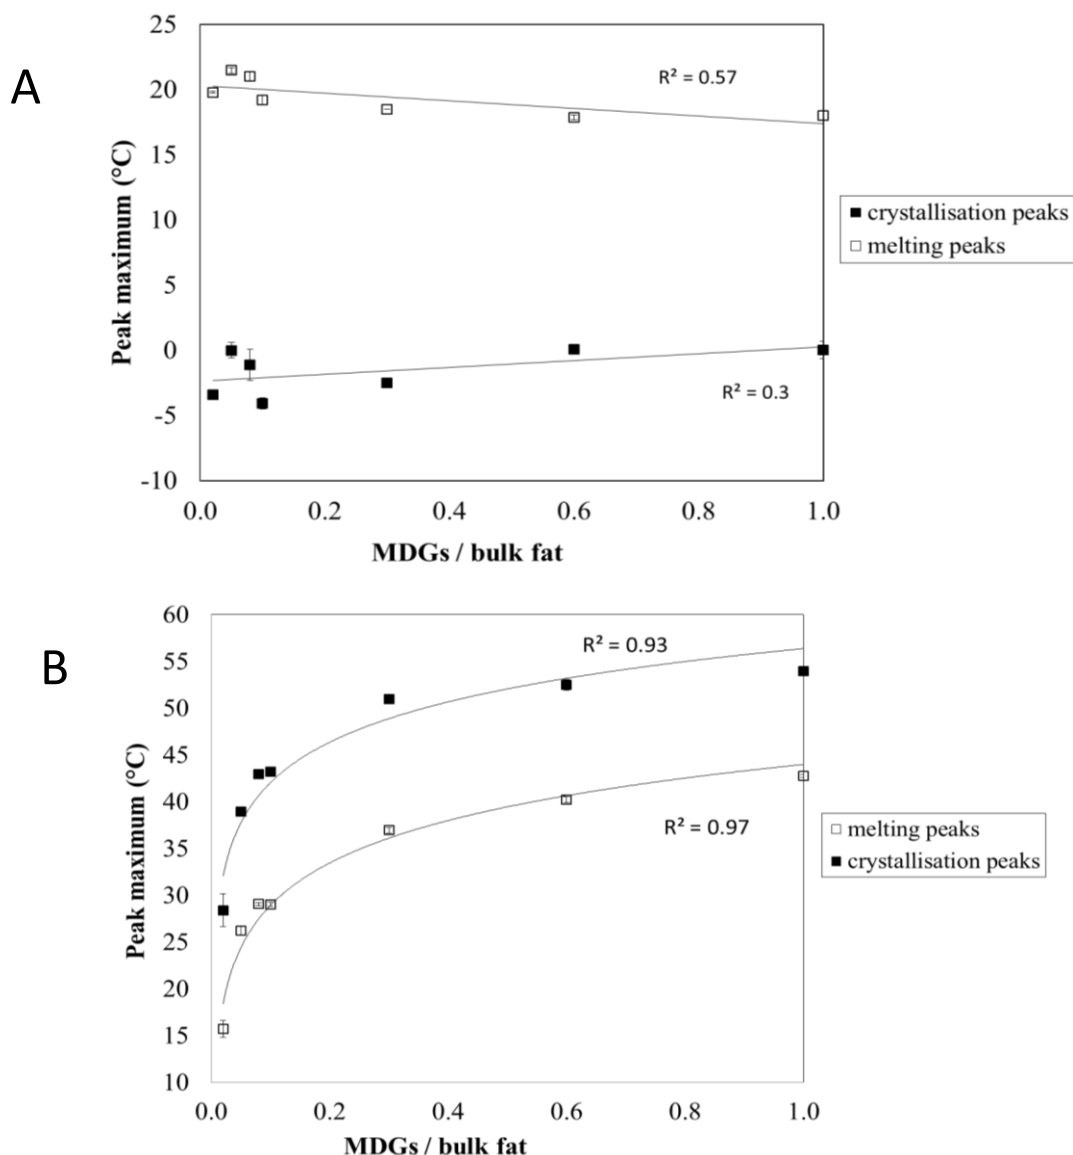 A
25
20
15
10
5
0
-5
-10
Peak maximum (°C)
R² = 0.57
R² = 0.3
crystallisation peaks
melting peaks
0.0 0.2 0.4 0.6 0.8 1.0
MDGs / bulk fat
B
60
55
50
45
40
35
30
25
20
15
10
Peak maximum (°C)
R² = 0.93
R² = 0.97
melting peaks
crystallisation peaks
0.0 0.2 0.4 0.6 0.8 1.0
MDGs / bulk fat